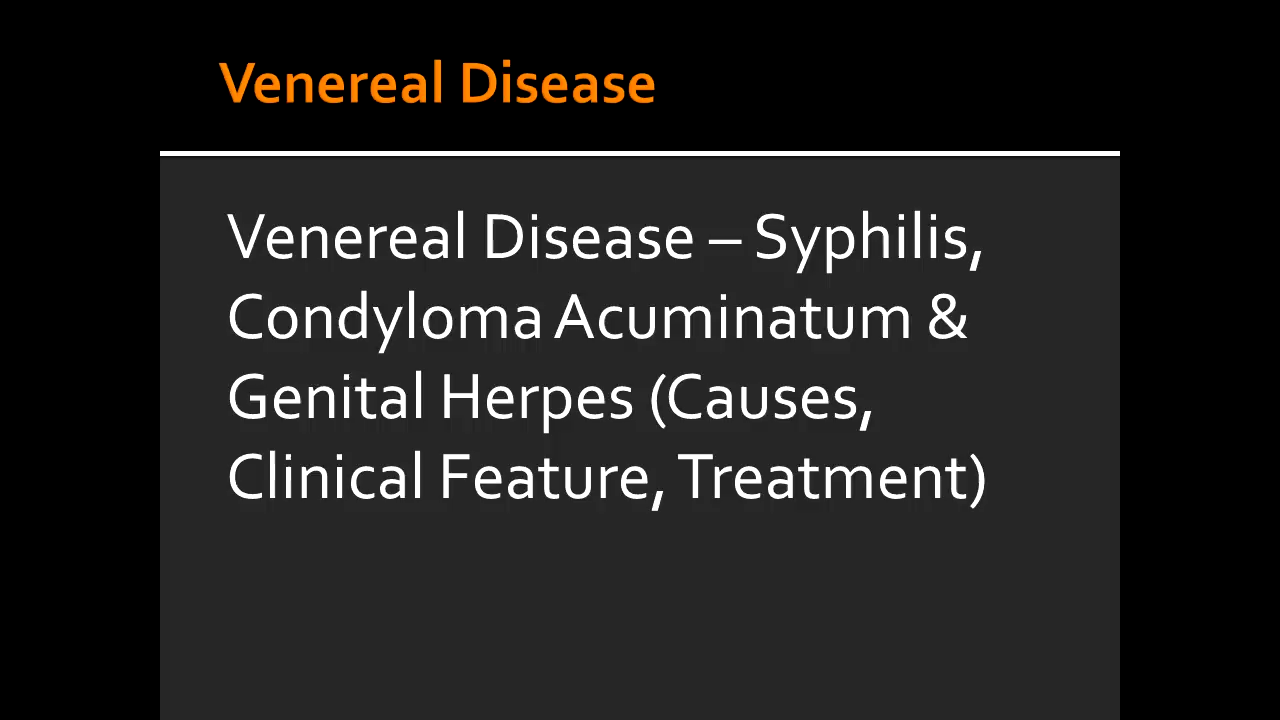 Venereal Disease
Venereal Disease – Syphilis,
Condyloma Acuminatum &
Genital Herpes (Causes,
Clinical Feature, Treatment)